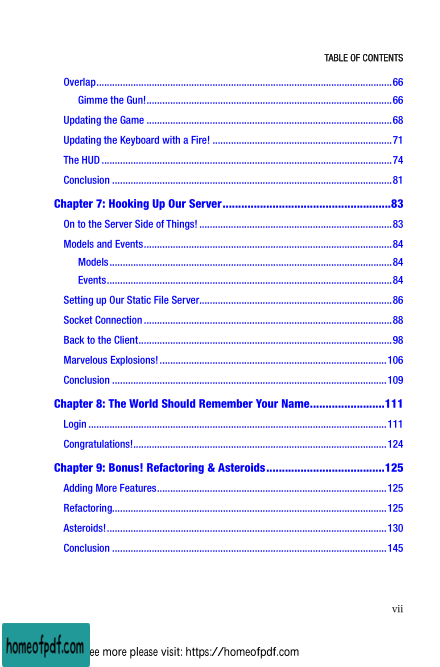 TABLE OF CONTENTS
Overlap........................................................................................................66
Gimme the Gun!........................................................................................66
Updating the Game ........................................................................................68
Updating the Keyboard with a Fire! ................................................................71
The HUD ........................................................................................................74
Conclusion .....................................................................................................81
Chapter 7: Hooking Up Our Server......................................................83
On to the Server Side of Things! .....................................................................83
Models and Events.........................................................................................84
Models.....................................................................................................84
Events......................................................................................................84
Setting up Our Static File Server.....................................................................86
Socket Connection .........................................................................................88
Back to the Client...........................................................................................98
Marvelous Explosions! ..................................................................................106
Conclusion ...................................................................................................109
Chapter 8: The World Should Remember Your Name........................111
Login ............................................................................................................111
Congratulations!............................................................................................124
Chapter 9: Bonus! Refactoring & Asteroids......................................125
Adding More Features...................................................................................125
Refactoring...................................................................................................125
Asteroids!.....................................................................................................130
Conclusion ...................................................................................................145
vii
homeofpdf.com ee more please visit: https://homeofpdf.com